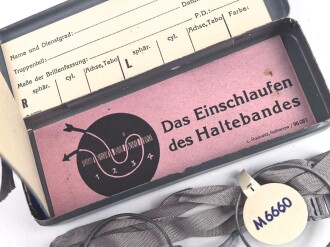 Datum:
Name und Dienstgrad:
P.D.:
Truppenteil:
Achse,Tabo Farbe:
Maße der Brillenfassung:
sphär. cyl.
R sphär. cyl. Achse,Tabo L
Das Einschlaufen
des Haltebandes
1. 2. 3. 4
M6660